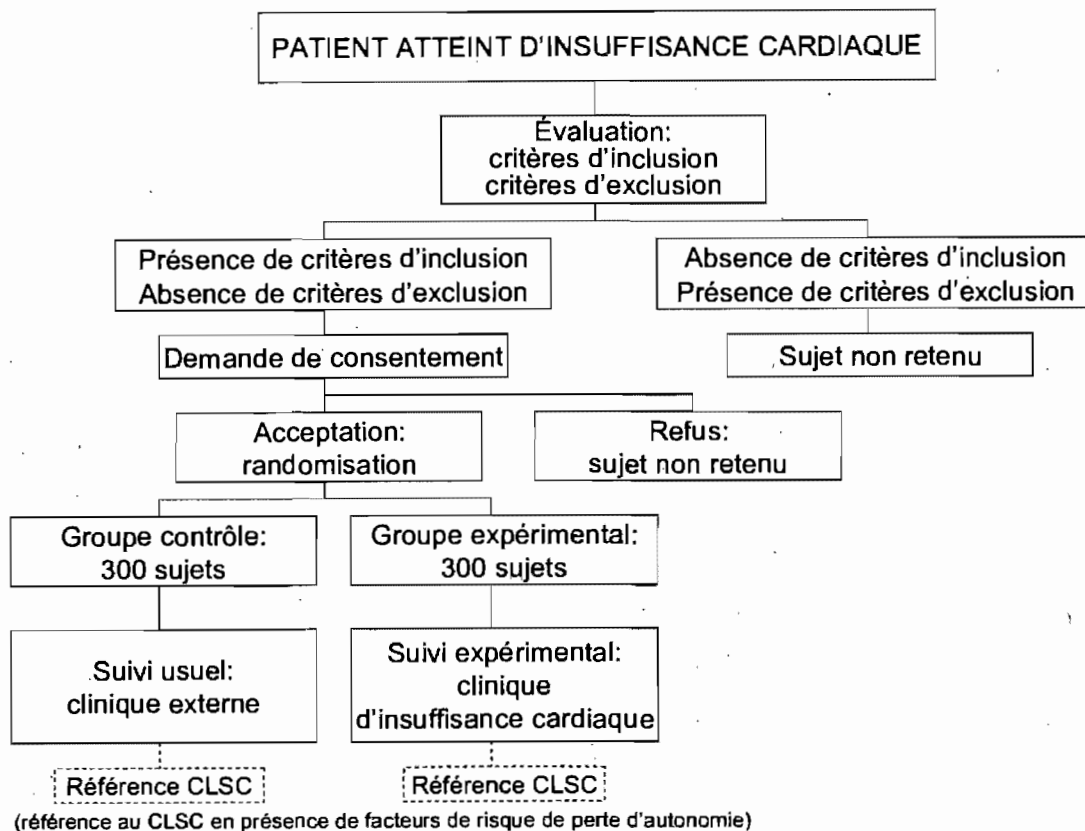 PATIENT ATTEINT D'INSUFFISANCE CARDIAQUE
Évaluation:
critères d'inclusion
critères d'exclusion
Présence de critères d'inclusion
Absence de critères d'exclusion
Absence de critères d'inclusion
Présence de critères d'exclusion
Demande de consentement
Sujet non retenu
Acceptation:
randomisation
Refus:
sujet non retenu
Groupe contrôle:
300 sujets
Groupe expérimental:
300 sujets
Suivi usuel:
clinique externe
Suivi expérimental:
clinique
d'insuffisance cardiaque
Référence CLSC
Référence CLSC
(référence au CLSC en présence de facteurs de risque de perte d'autonomie)